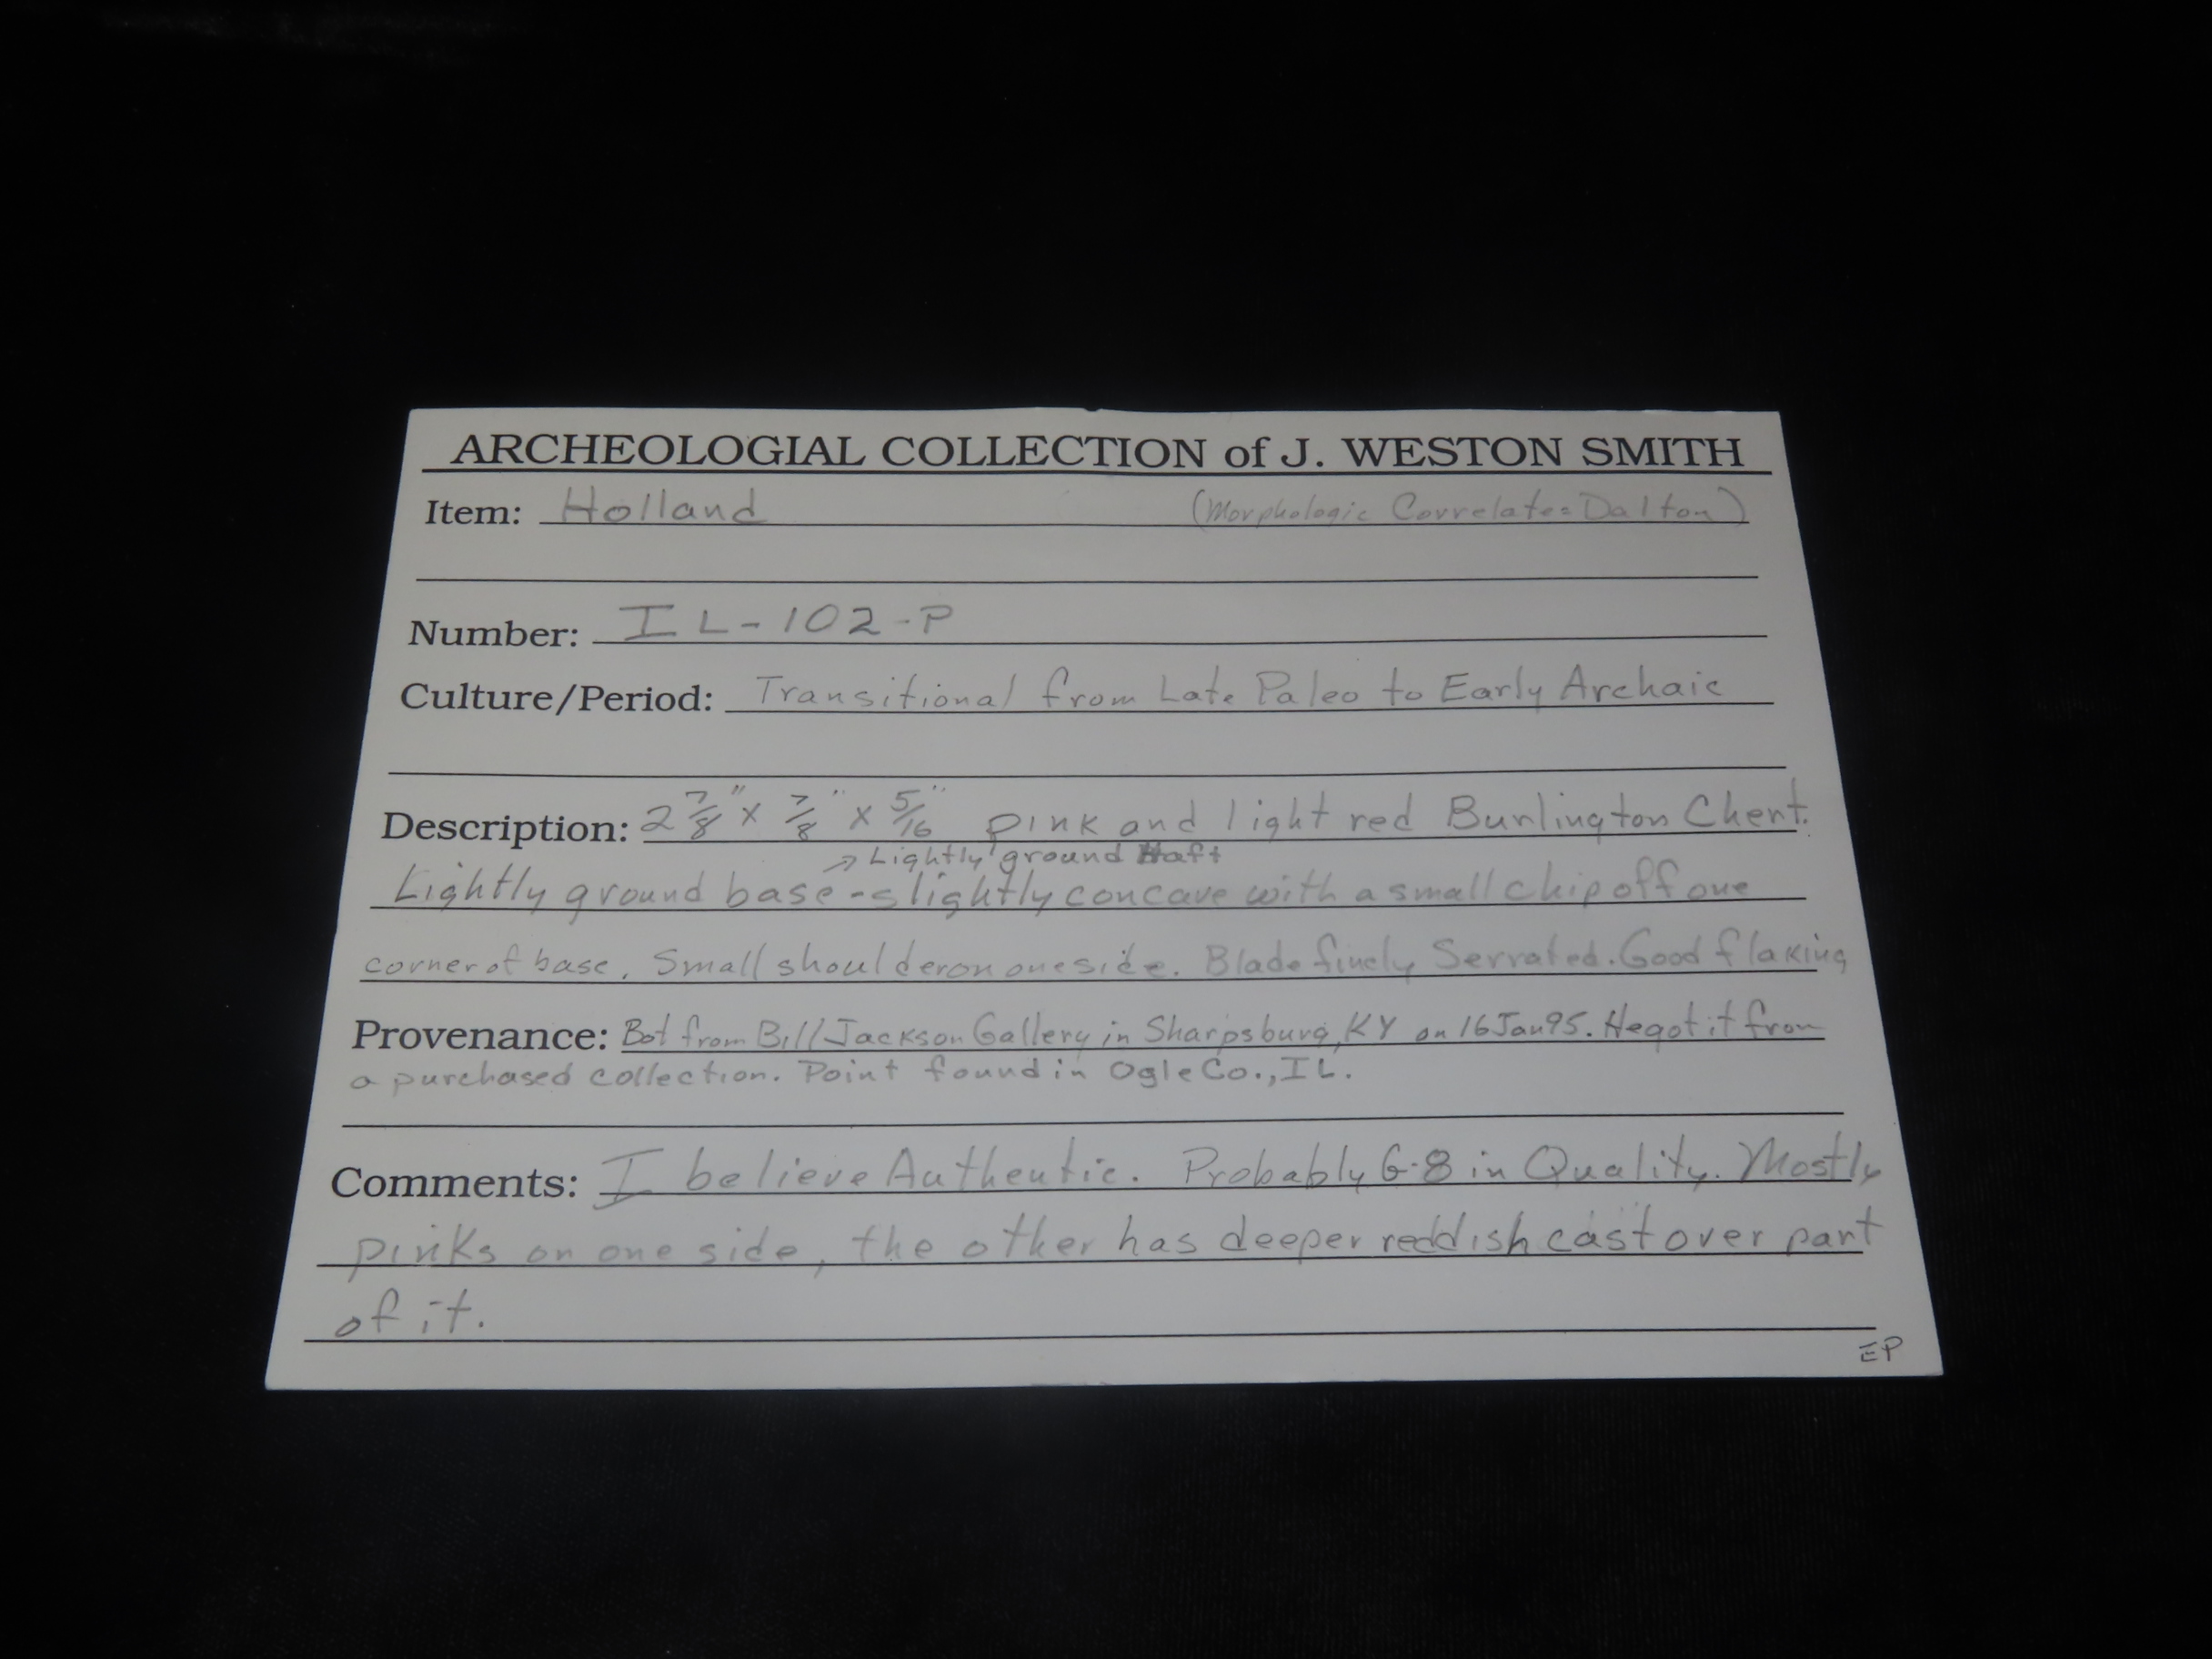 ARCHEOLOGIAL COLLECTION of J. WESTON SMITH
Item: Holland (Morphologic Correlate = Dalton)
Number: IL-102-P
Culture/Period: Transitional from Late Paleo to Early Archaic
Description: 2 7/8" x 7/8" x 5/16" Pink and light red Burlington Chert.
→ Lightly ground Haft
Lightly ground base - slightly concave with a small chip off one
corner of base. Small shoulder on one side. Blade finely Serrated. Good flaking
Provenance: Bot from Bill Jackson Gallery in Sharpsburg, KY on 16 Jan 95. He got it from
a purchased collection. Point found in Ogle Co., IL.
Comments: I believe Authentic. Probably G-8 in Quality. Mostly
pinks on one side, the other has deeper reddish cast over part
of it.
EP